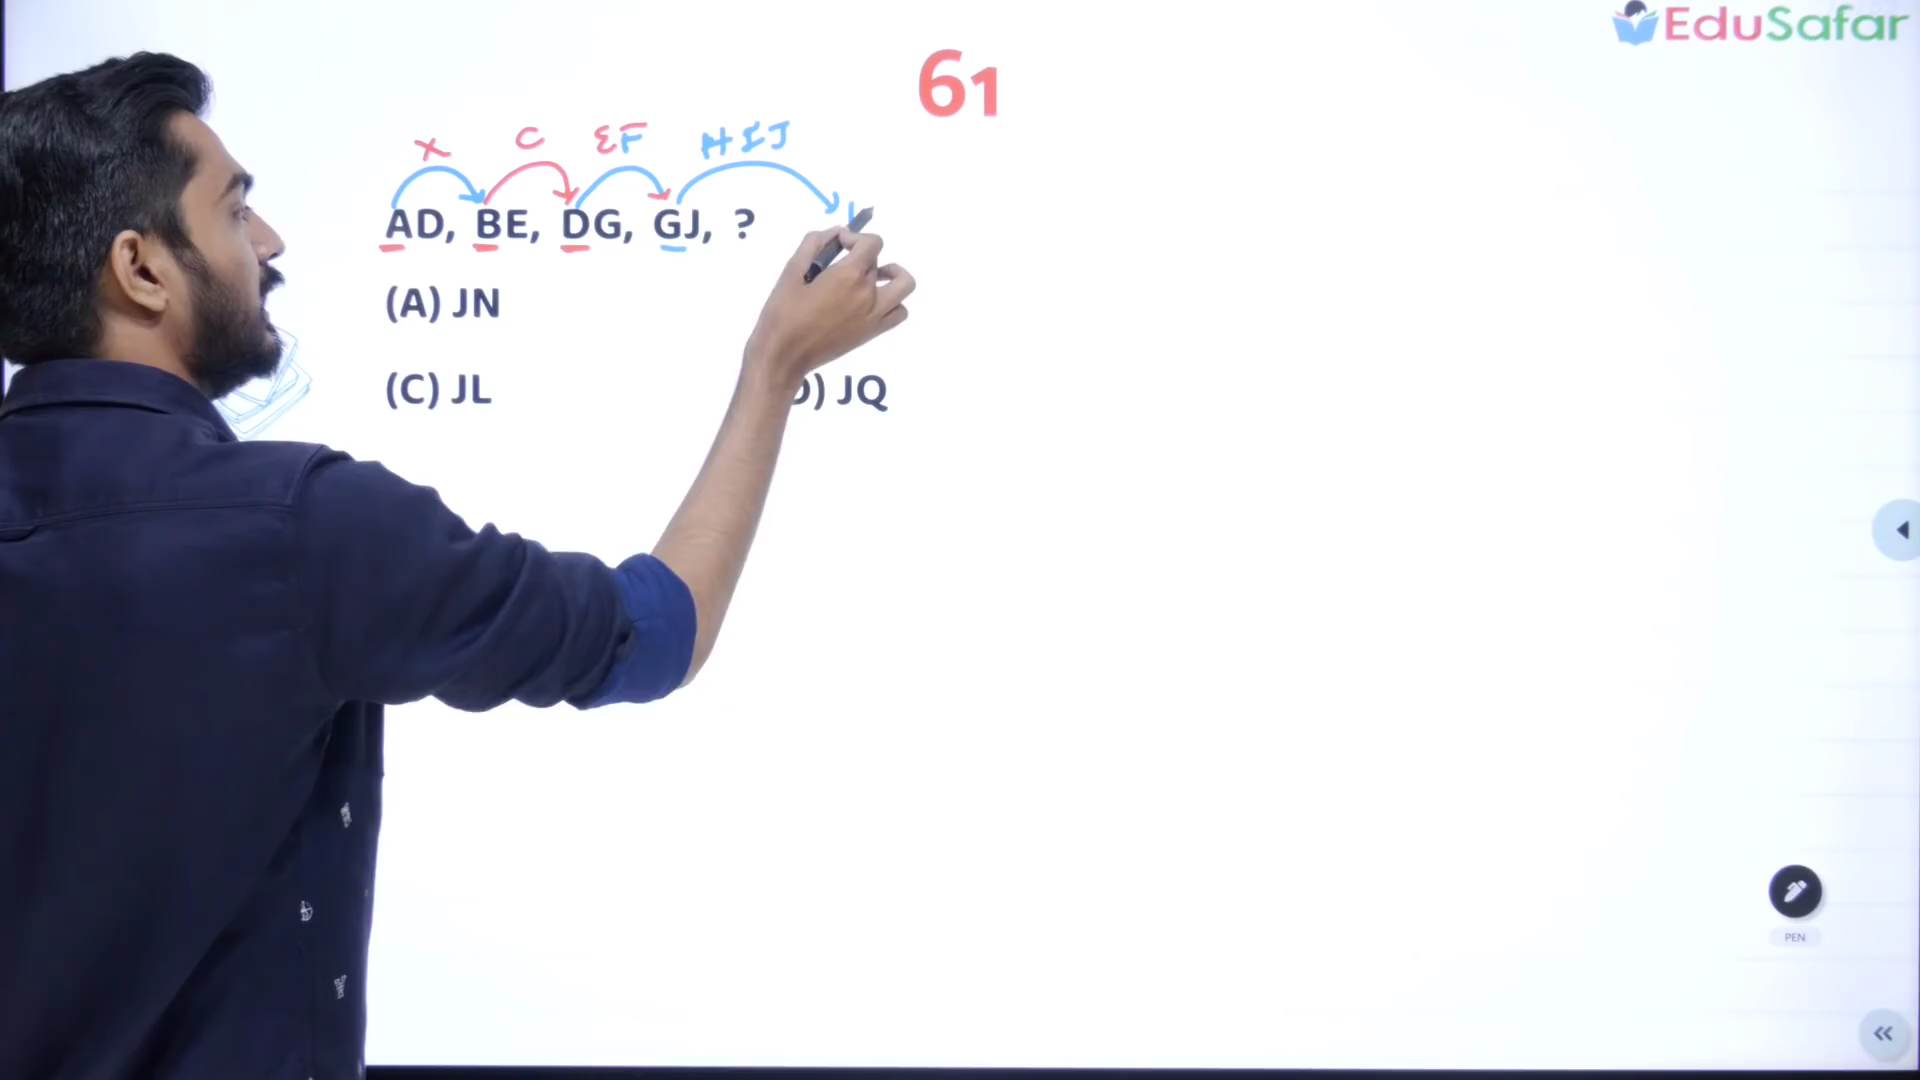 EduSafar
61
X C EF HIJ
AD, BE, DG, GJ, ?
(A) JN
(C) JL
D) JQ
PEN